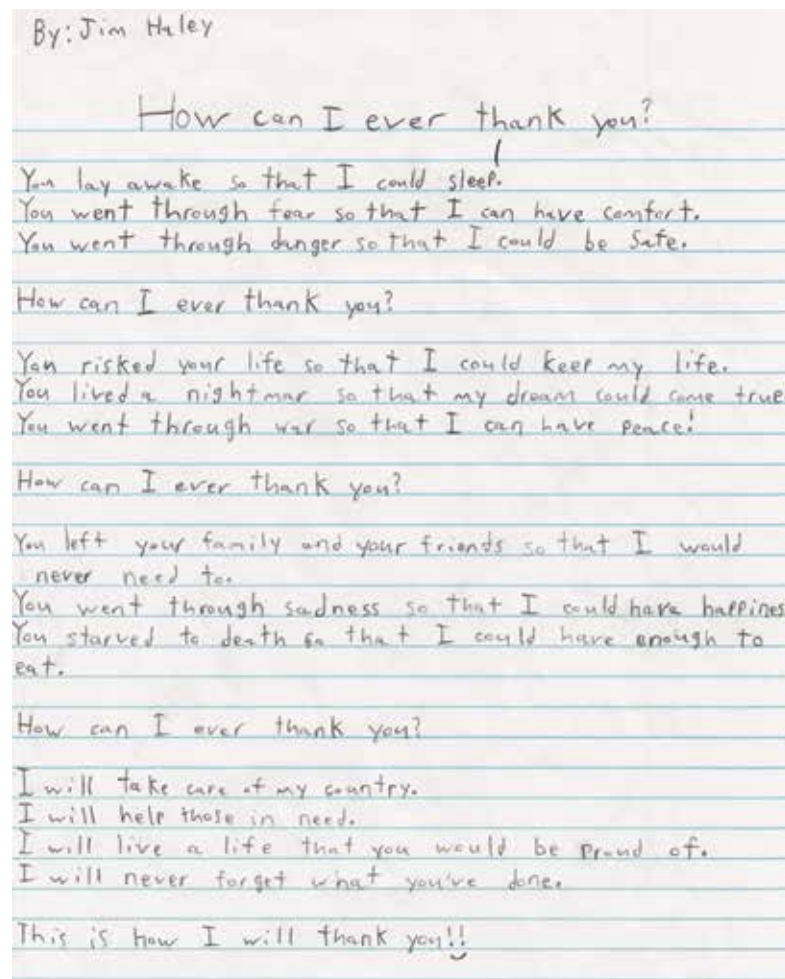 By: Jim Haley
How can I ever thank you?
You lay awake so that I could sleep.
You went through fear so that I can have comfort.
You went through danger so that I could be safe.
How can I ever thank you?
You risked your life so that I could keep my life.
You lived a nightmar so that my dream could come true
You went through war so that I can have peace!
How can I ever thank you?
You left your family and your friends so that I would
never need to.
You went through sadness so that I could have happines
You starved to death so that I could have enough to
eat.
How can I ever thank you?
I will take care of my country.
I will help those in need.
I will live a life that you would be proud of.
I will never forget what you've done.
This is how I will thank you!!